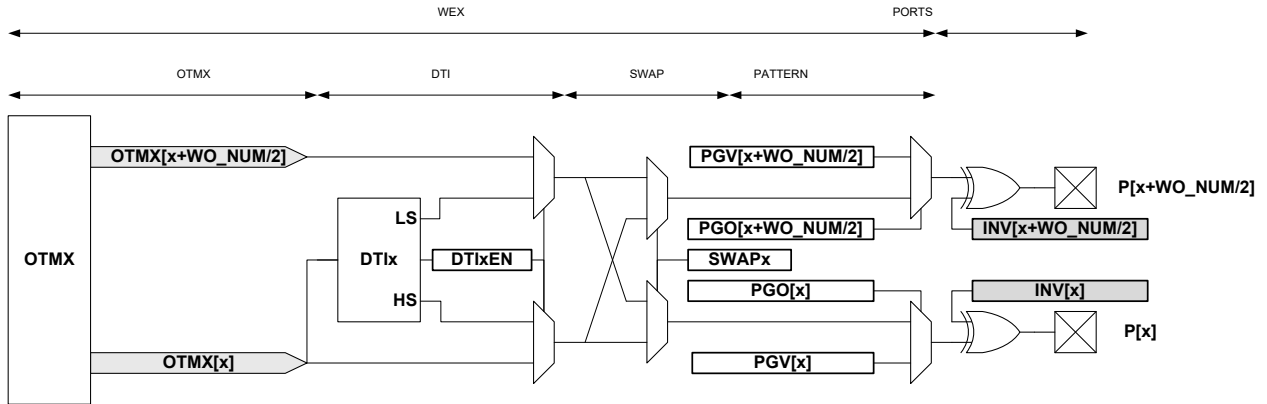 WEX PORTS
OTMX DTI SWAP PATTERN
OTMX[x+WO_NUM/2] PGV[x+WO_NUM/2]
P[x+WO_NUM/2]
LS PGO[x+WO_NUM/2] INV[x+WO_NUM/2]
OTMX DTIx DTIxEN SWAPx
HS PGO[x] INV[x]
P[x]
OTMX[x] PGV[x]